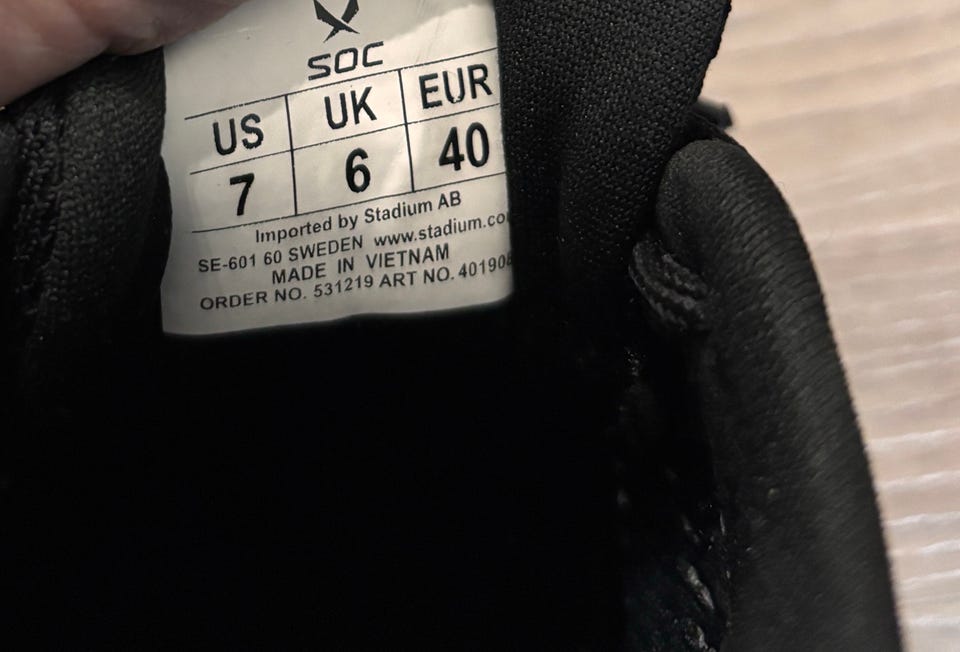 SOC
US UK EUR
7 6 40
Imported by Stadium AB
SE-601 60 SWEDEN
MADE IN VIETNAM
ORDER NO. 531219 ART NO.